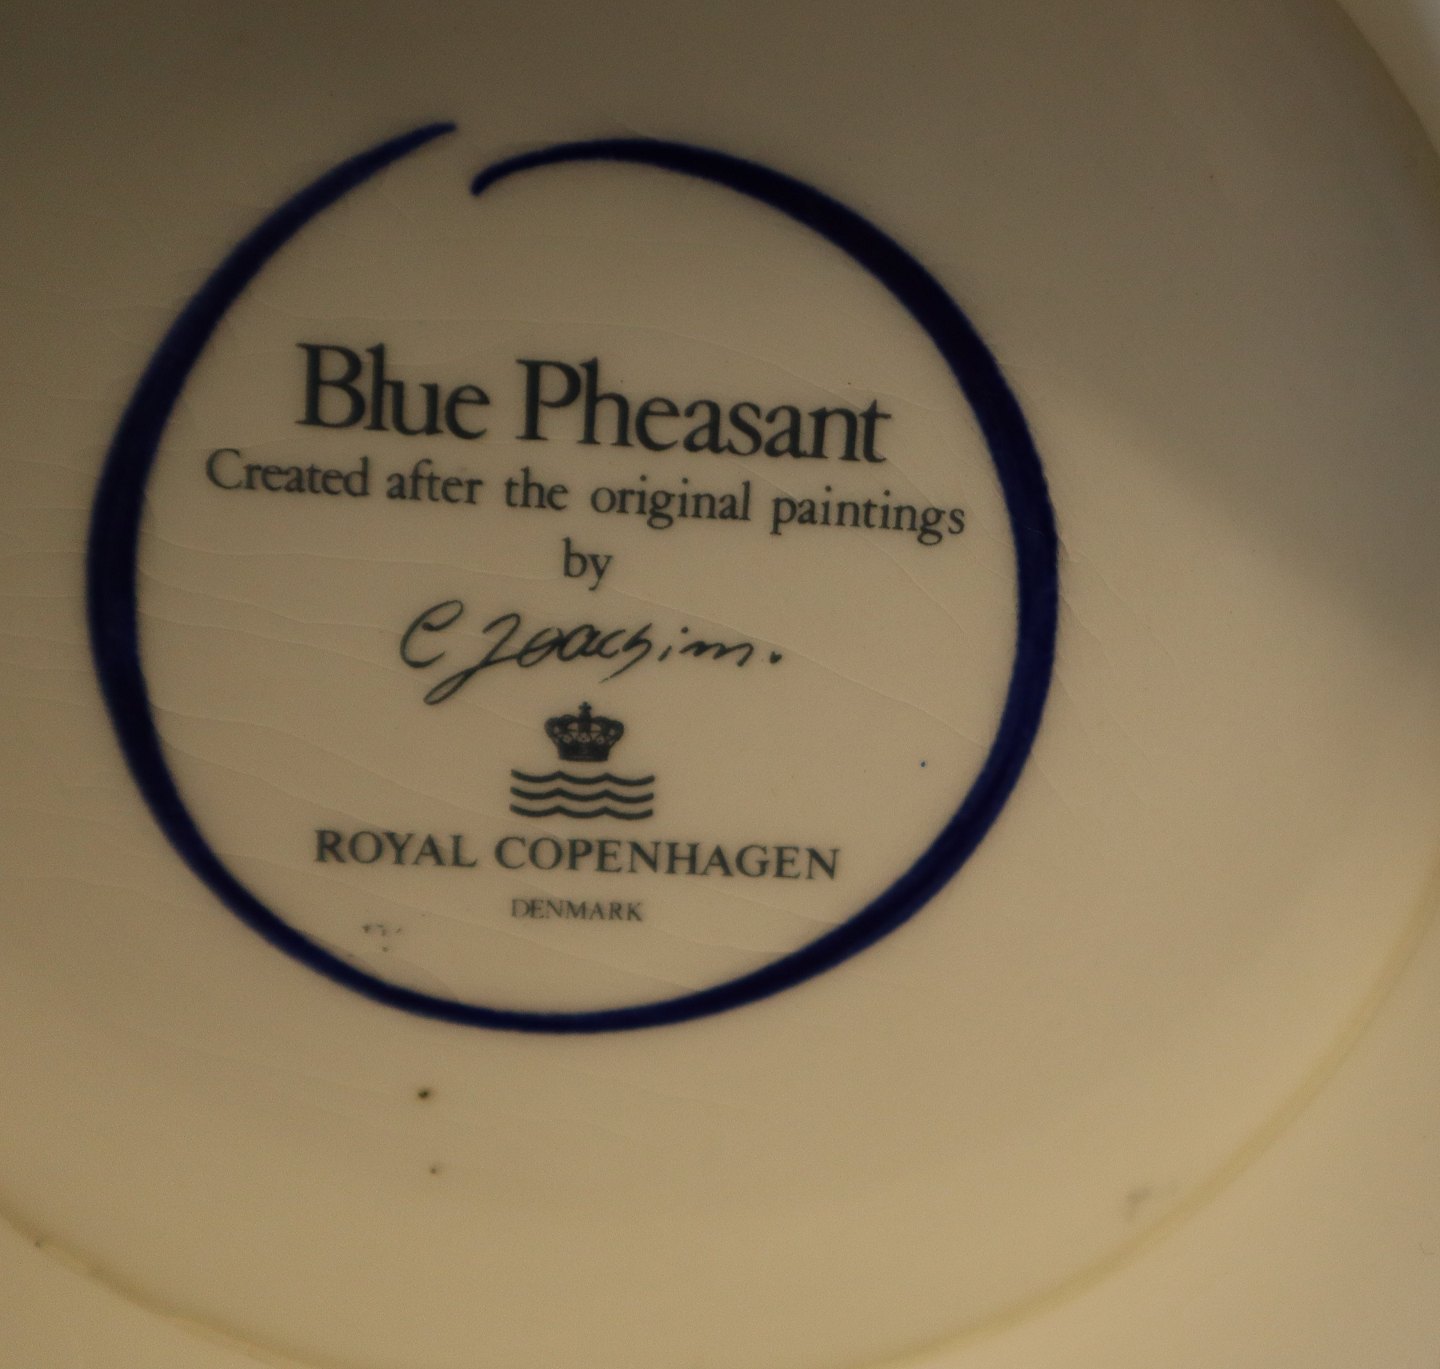 Blue Pheasant
Created after the original paintings
by
C Joachim.
ROYAL COPENHAGEN
DENMARK